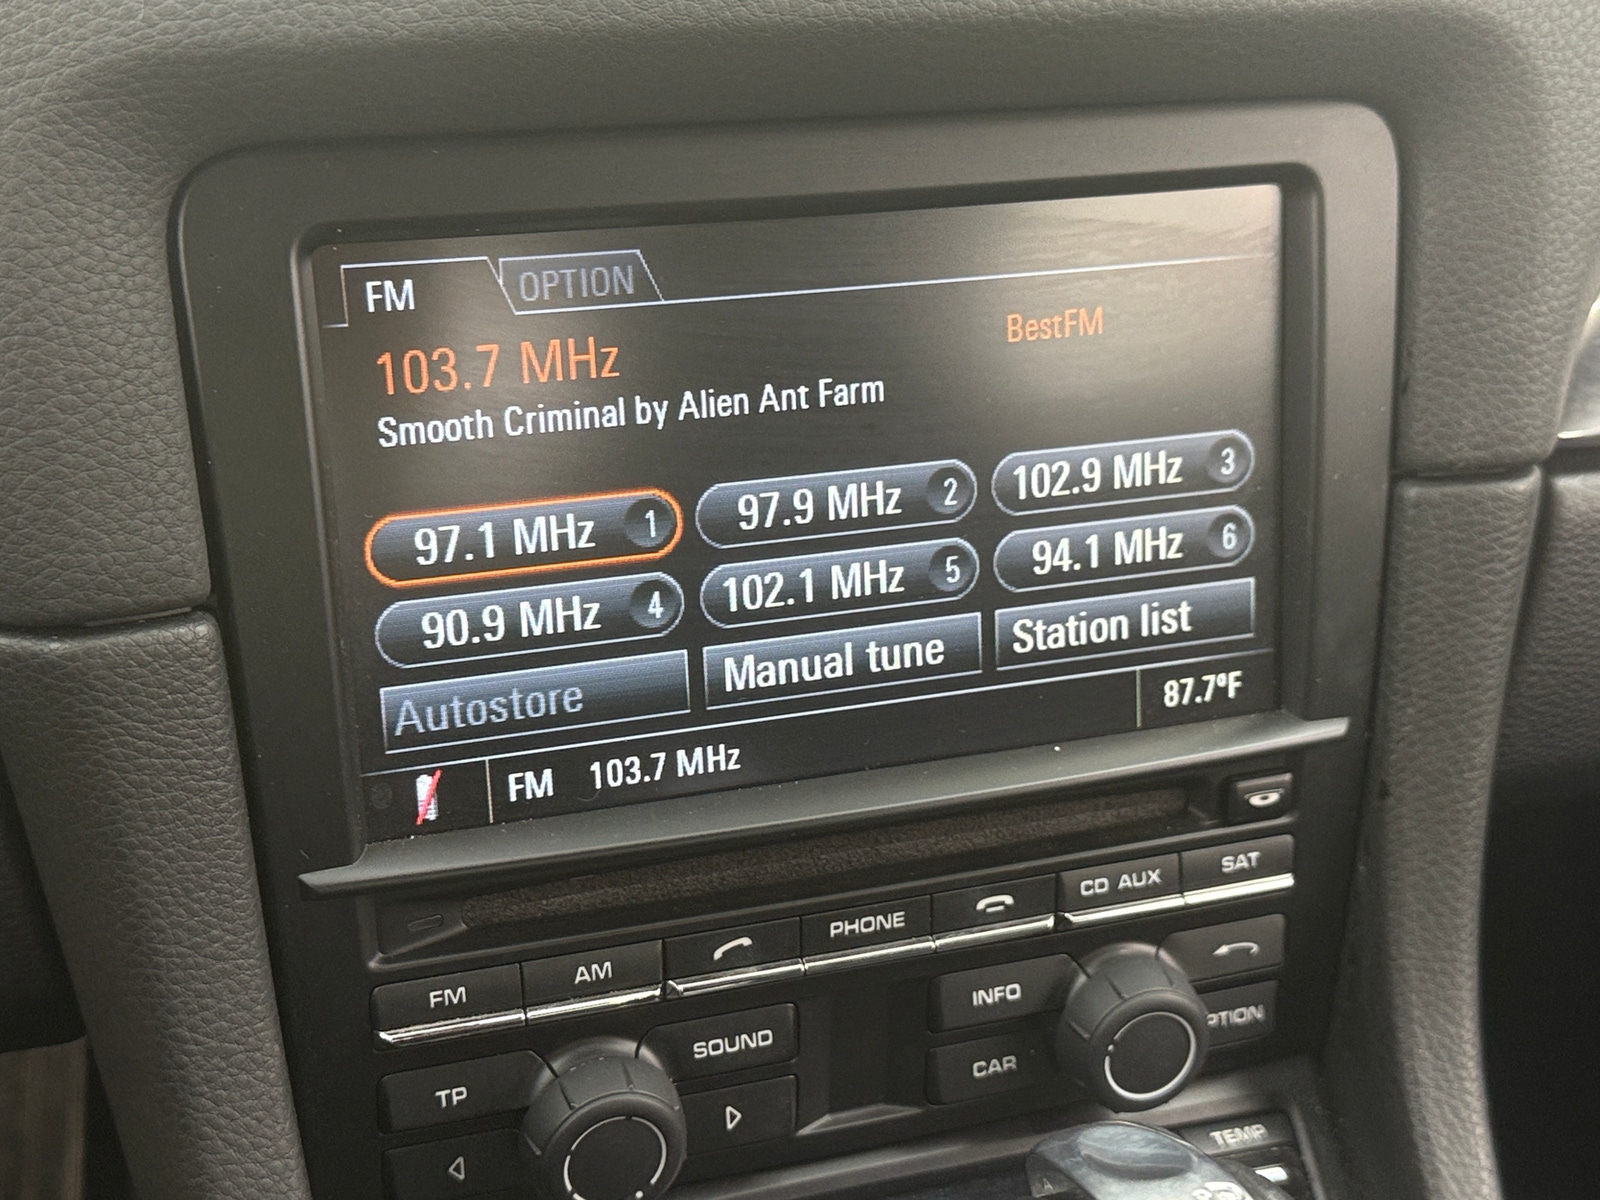 FM OPTION
103.7 MHz BestFM
Smooth Criminal by Alien Ant Farm
97.1 MHz 1 97.9 MHz 2 102.9 MHz 3
90.9 MHz 4 102.1 MHz 5 94.1 MHz 6
Autostore Manual tune Station list
FM 103.7 MHz 87.7°F
FM AM PHONE CD AUX SAT
SOUND INFO
TP CAR PTION
TEMP
A